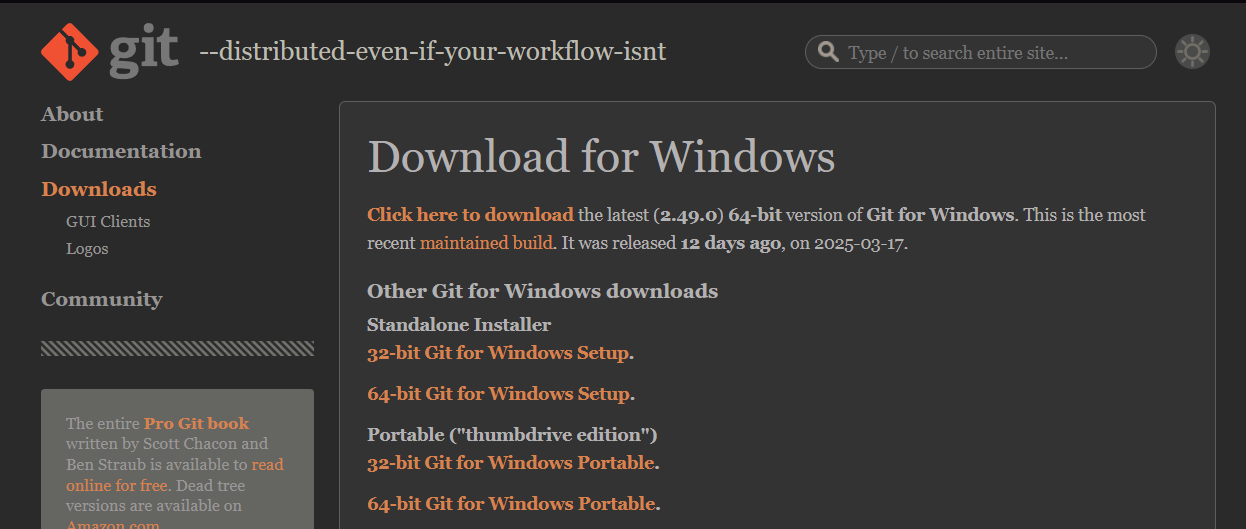 git --distributed-even-if-your-workflow-isnt
Type / to search entire site...
About
Documentation
Downloads
GUI Clients
Logos
Community
The entire Pro Git book
written by Scott Chacon and
Ben Straub is available to read
online for free. Dead tree
versions are available on
Amazon.com
Download for Windows
Click here to download the latest (2.49.0) 64-bit version of Git for Windows. This is the most
recent maintained build. It was released 12 days ago, on 2025-03-17.
Other Git for Windows downloads
Standalone Installer
32-bit Git for Windows Setup.
64-bit Git for Windows Setup.
Portable ("thumbdrive edition")
32-bit Git for Windows Portable.
64-bit Git for Windows Portable.